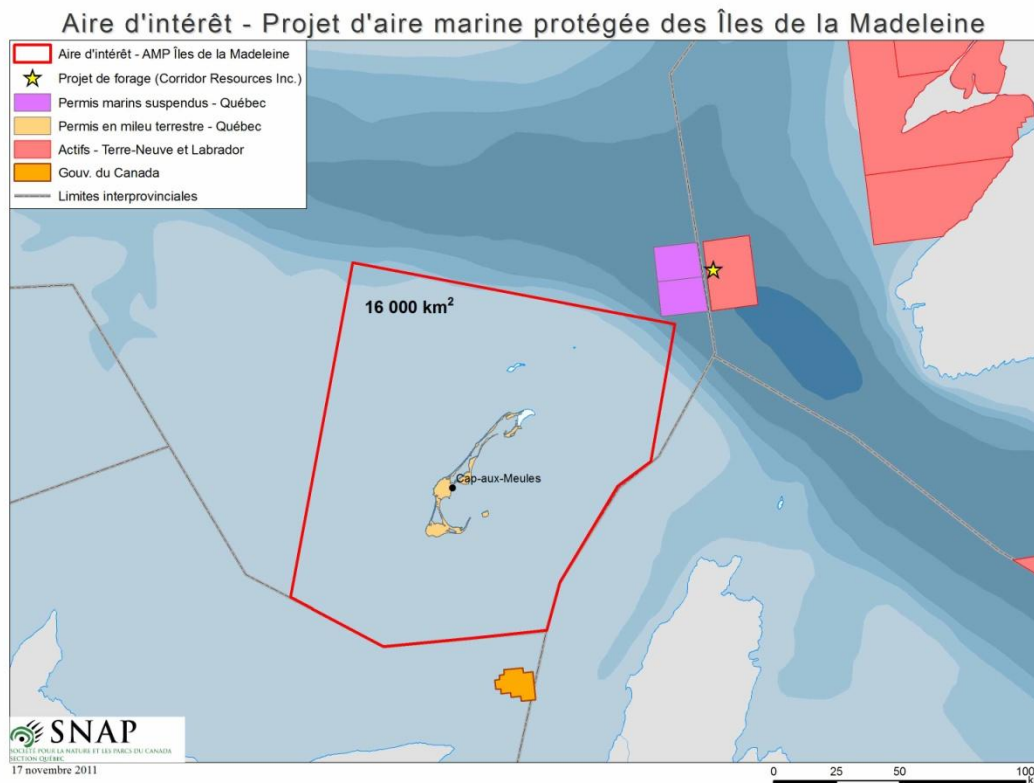 Aire d'intérêt - Projet d'aire marine protégée des Îles de la Madeleine
Aire d'intérêt - AMP Îles de la Madeleine
Projet de forage (Corridor Resources Inc.)
Permis marins suspendus - Québec
Permis en mileu terrestre - Québec
Actifs - Terre-Neuve et Labrador
Gouv. du Canada
Limites interprovinciales
16 000 km²
Cap-aux-Meules
SNAP
SOCIÉTÉ POUR LA NATURE ET LES PARCS DU CANADA
SECTION QUÉBEC
17 novembre 2011
0 25 50 100